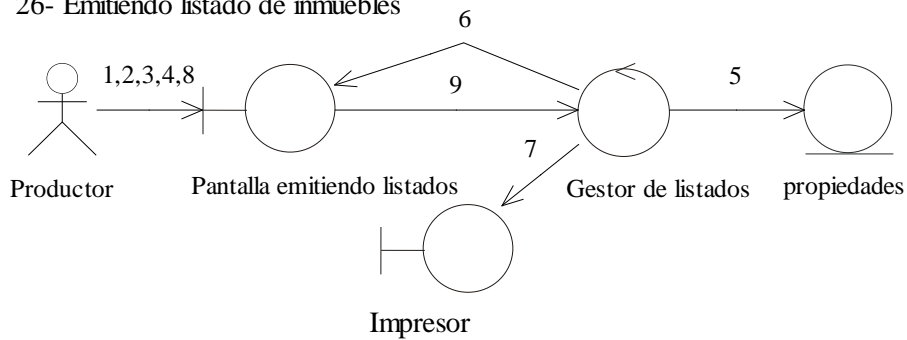 26- Emitiendo listado de inmuebles
6
1,2,3,4,8
9
5
7
Productor
Pantalla emitiendo listados
Gestor de listados
propiedades
Impresor